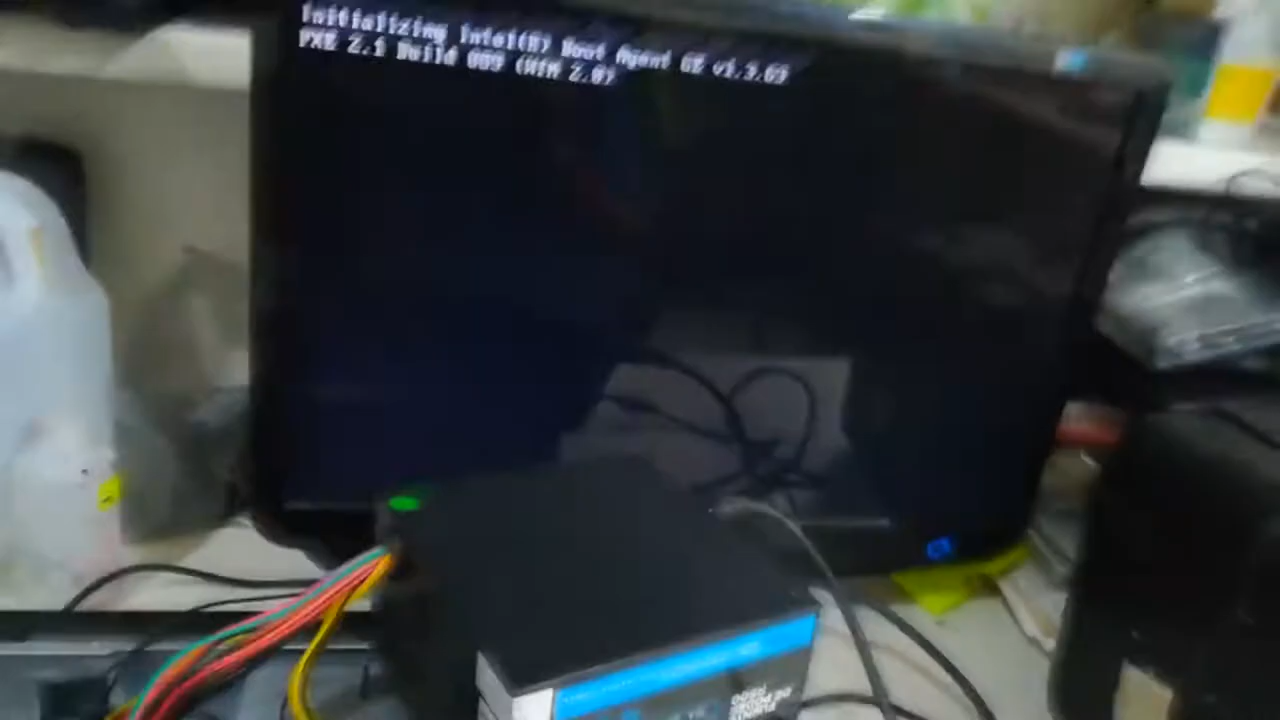 Initializing Intel(R) Boot Agent GE v1.3.69
PXE 2.1 Build 089 (WfM 2.0)